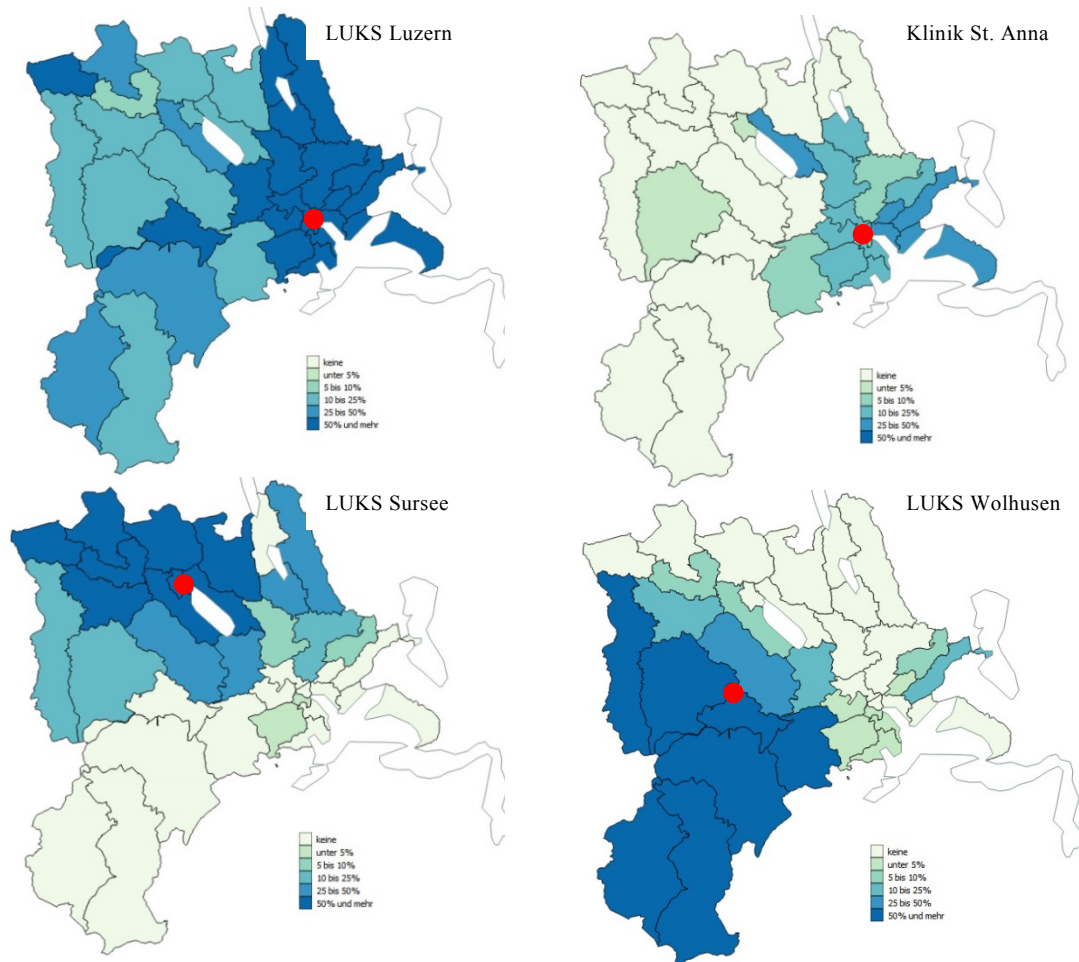 LUKS Luzern
keine
unter 5%
5 bis 10%
10 bis 25%
25 bis 50%
50% und mehr
Klinik St. Anna
keine
unter 5%
5 bis 10%
10 bis 25%
25 bis 50%
50% und mehr
LUKS Sursee
keine
unter 5%
5 bis 10%
10 bis 25%
25 bis 50%
50% und mehr
LUKS Wolhusen
keine
unter 5%
5 bis 10%
10 bis 25%
25 bis 50%
50% und mehr